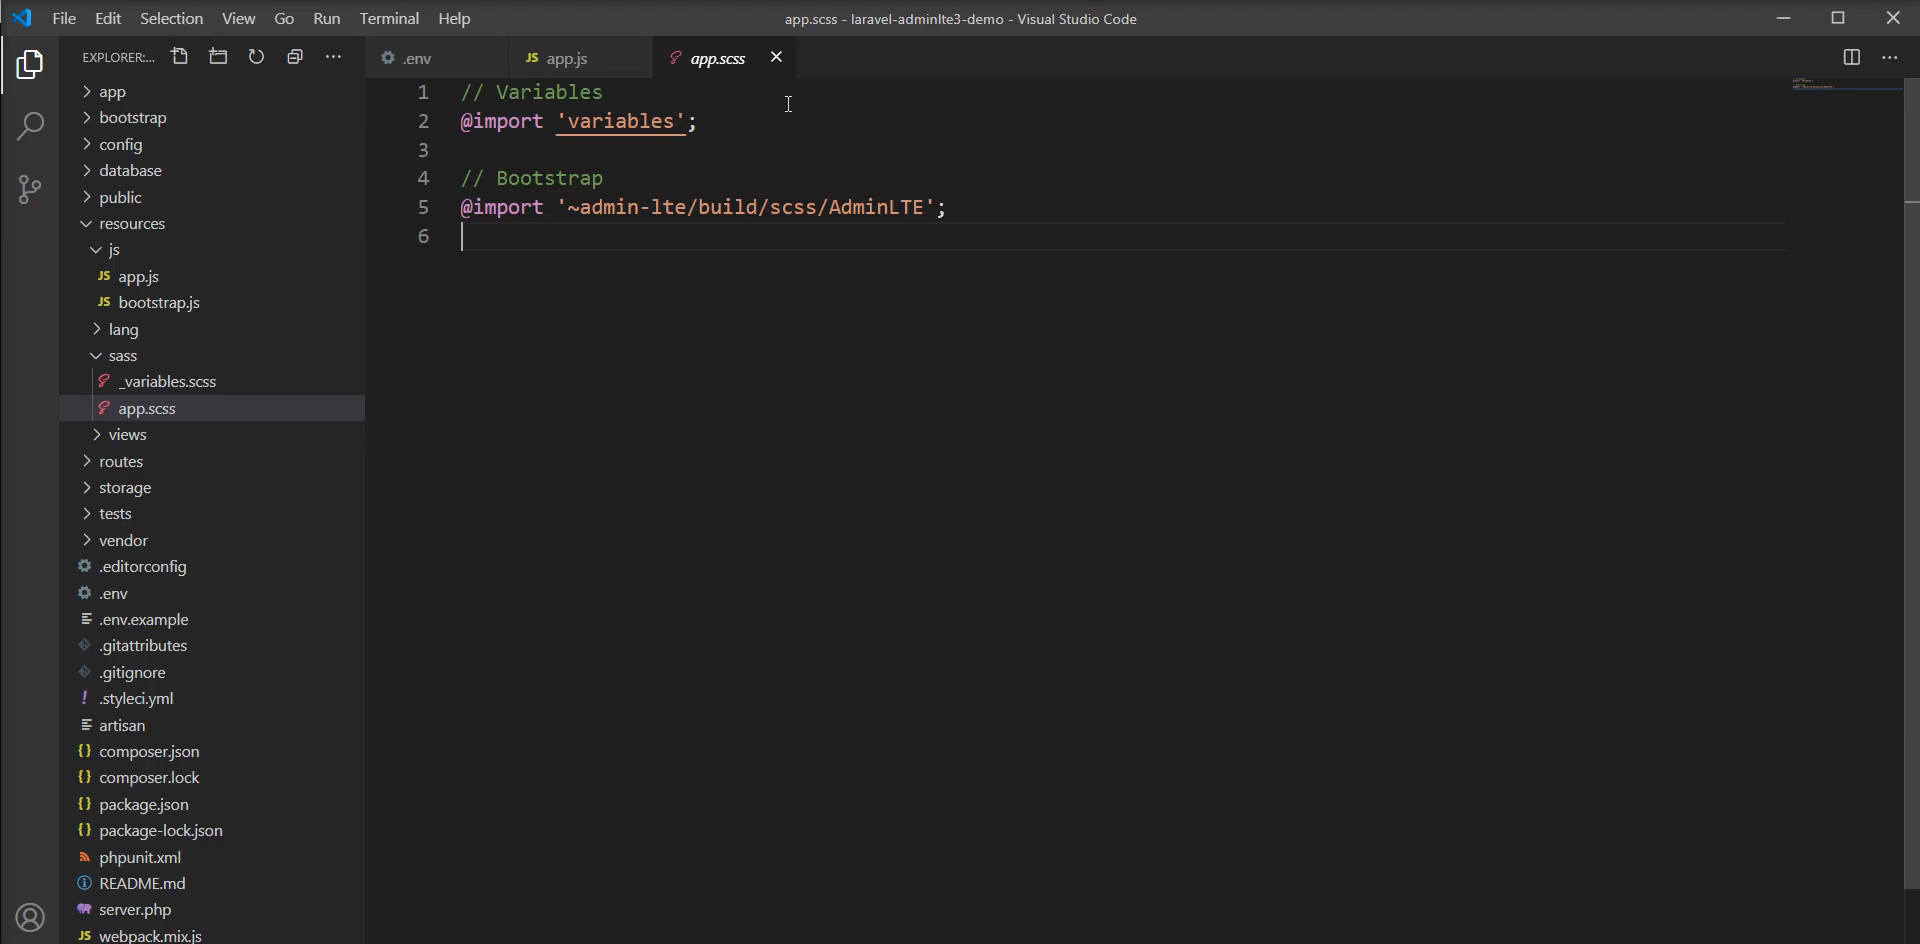 File Edit Selection View Go Run Terminal Help
app.scss - laravel-adminlte3-demo - Visual Studio Code
EXPLORER:...
.env
JS app.js
app.scss
app
bootstrap
config
database
public
resources
js
JS app.js
JS bootstrap.js
lang
sass
_variables.scss
app.scss
views
routes
storage
tests
vendor
.editorconfig
.env
.env.example
.gitattributes
.gitignore
! .styleci.yml
artisan
{} composer.json
{} composer.lock
{} package.json
{} package-lock.json
phpunit.xml
README.md
server.php
JS webpack.mix.js
1 // Variables
2 @import 'variables';
3
4 // Bootstrap
5 @import '~admin-lte/build/scss/AdminLTE';
6